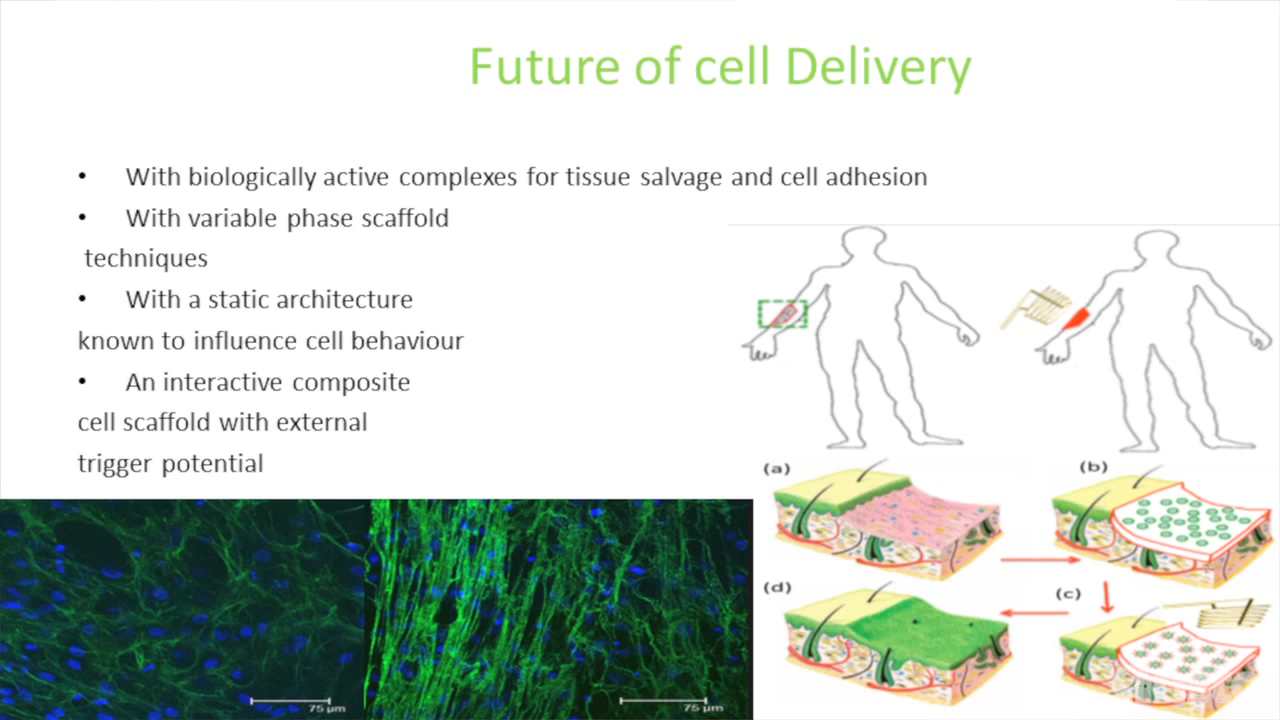 Future of cell Delivery
• With biologically active complexes for tissue salvage and cell adhesion
• With variable phase scaffold
techniques
• With a static architecture
known to influence cell behaviour
• An interactive composite
cell scaffold with external
trigger potential
(a)
(b)
(d)
(c)
75 µm
75 µm